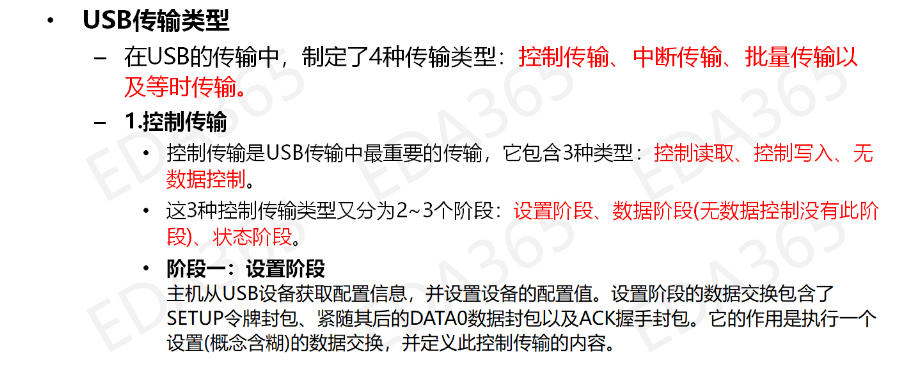 • USB传输类型
– 在USB的传输中，制定了4种传输类型：控制传输、中断传输、批量传输以
及等时传输。
– 1.控制传输
• 控制传输是USB传输中最重要的传输，它包含3种类型：控制读取、控制写入、无
数据控制。
• 这3种控制传输类型又分为2~3个阶段：设置阶段、数据阶段(无数据控制没有此阶
段)、状态阶段。
• 阶段一：设置阶段
主机从USB设备获取配置信息，并设置设备的配置值。设置阶段的数据交换包含了
SETUP令牌封包、紧随其后的DATA0数据封包以及ACK握手封包。它的作用是执行一个
设置(概念含糊)的数据交换，并定义此控制传输的内容。
EDA365
EDA365
EDA365
EDA365
EDA365
EDA365